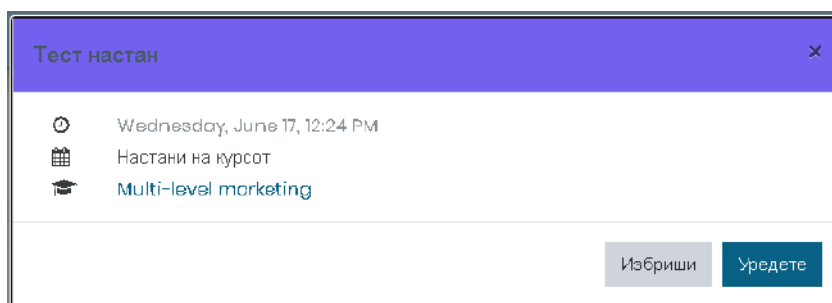 Тест настан
×
Wednesday, June 17, 12:24 PM
Настани на курсот
Multi-level marketing
Избриши Уредете